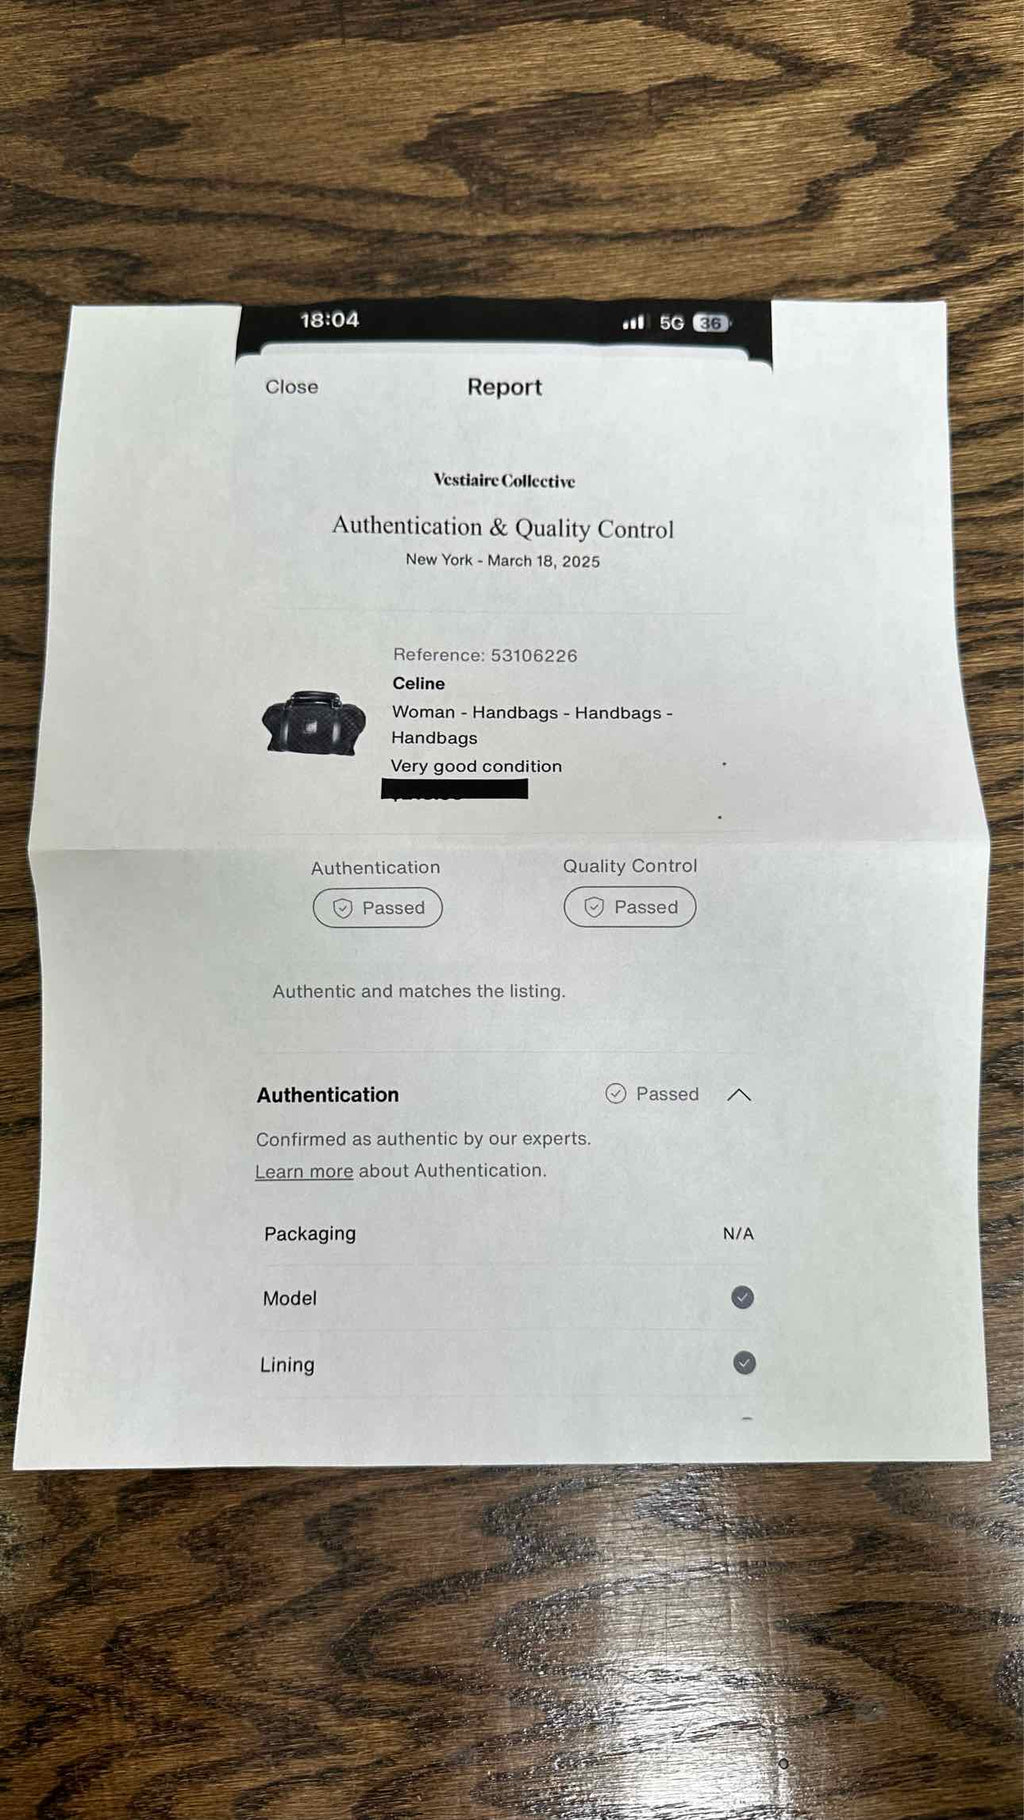 18:04 5G 36
Close Report
Vestiaire Collective
Authentication & Quality Control
New York - March 18, 2025
Reference: 53106226
Celine
Woman - Handbags - Handbags -
Handbags
Very good condition
Authentication Quality Control
Passed Passed
Authentic and matches the listing.
Authentication Passed
Confirmed as authentic by our experts.
Learn more about Authentication.
Packaging N/A
Model
Lining